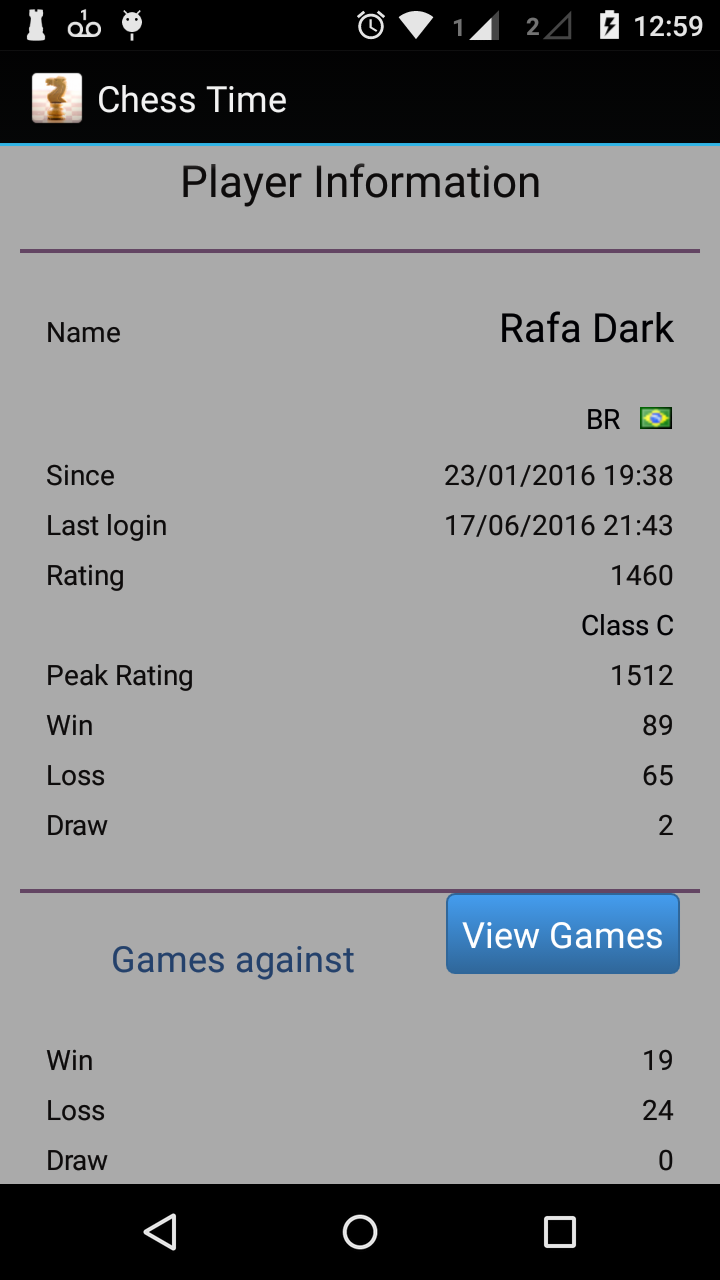 1 1 2 12:59
Chess Time
Player Information
Name Rafa Dark
BR
Since 23/01/2016 19:38
Last login 17/06/2016 21:43
Rating 1460
Class C
Peak Rating 1512
Win 89
Loss 65
Draw 2
Games against View Games
Win 19
Loss 24
Draw 0